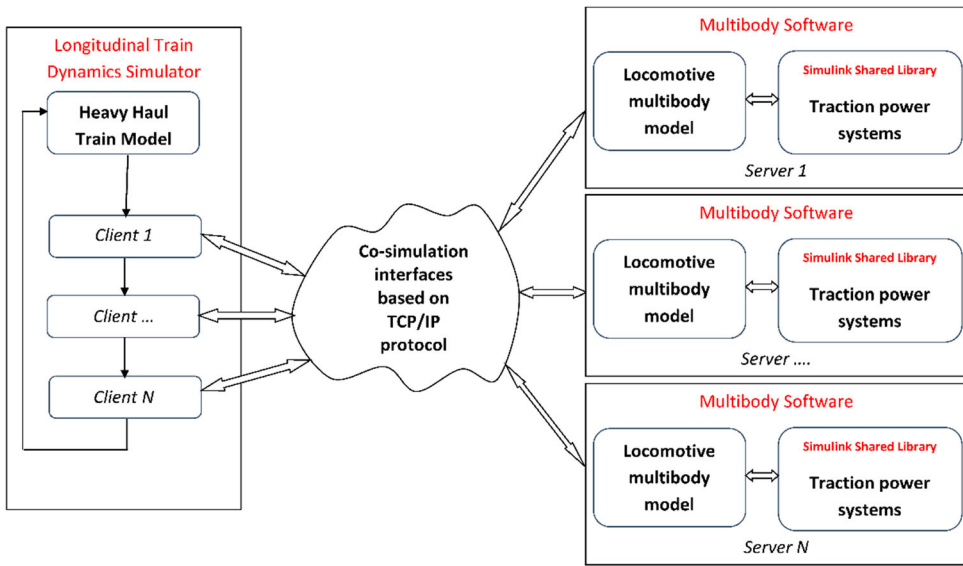 Longitudinal Train
Dynamics Simulator
Heavy Haul
Train Model
Client 1
Client ...
Client N
Co-simulation
interfaces
based on
TCP/IP
protocol
Multibody Software
Locomotive
multibody
model
Simulink Shared Library
Traction power
systems
Server 1
Multibody Software
Locomotive
multibody
model
Simulink Shared Library
Traction power
systems
Server ....
Multibody Software
Locomotive
multibody
model
Simulink Shared Library
Traction power
systems
Server N